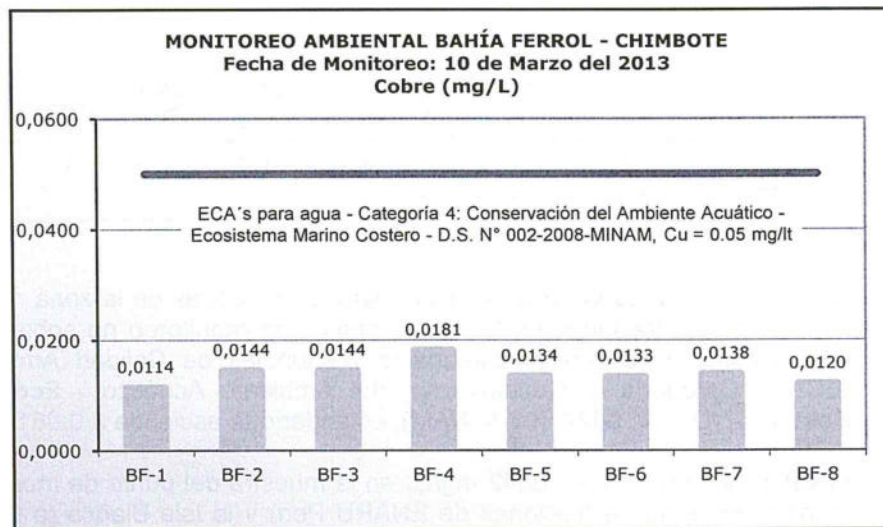 MONITOREO AMBIENTAL BAHÍA FERROL - CHIMBOTE
Fecha de Monitoreo: 10 de Marzo del 2013
Cobre (mg/L)
0,0600
ECA´s para agua - Categoría 4: Conservación del Ambiente Acuático -
Ecosistema Marino Costero - D.S. N° 002-2008-MINAM, Cu = 0.05 mg/lt
0,0400
0,0200
0,0000
0,0114 0,0144 0,0144 0,0181 0,0134 0,0133 0,0138 0,0120
BF-1 BF-2 BF-3 BF-4 BF-5 BF-6 BF-7 BF-8